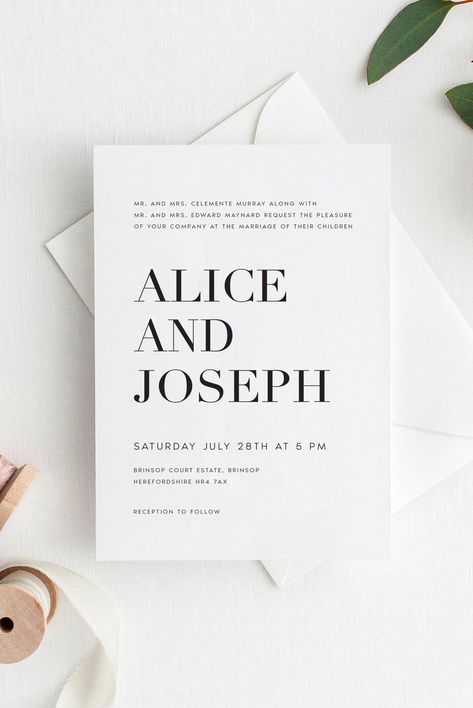 MR. AND MRS. CELEMENTE MURRAY ALONG WITH
MR. AND MRS. EDWARD MAYNARD REQUEST THE PLEASURE
OF YOUR COMPANY AT THE MARRIAGE OF THEIR CHILDREN
ALICE
AND
JOSEPH
SATURDAY JULY 28TH AT 5 PM
BRINSOP COURT ESTATE, BRINSOP
HEREFORDSHIRE HR4 7AX
RECEPTION TO FOLLOW